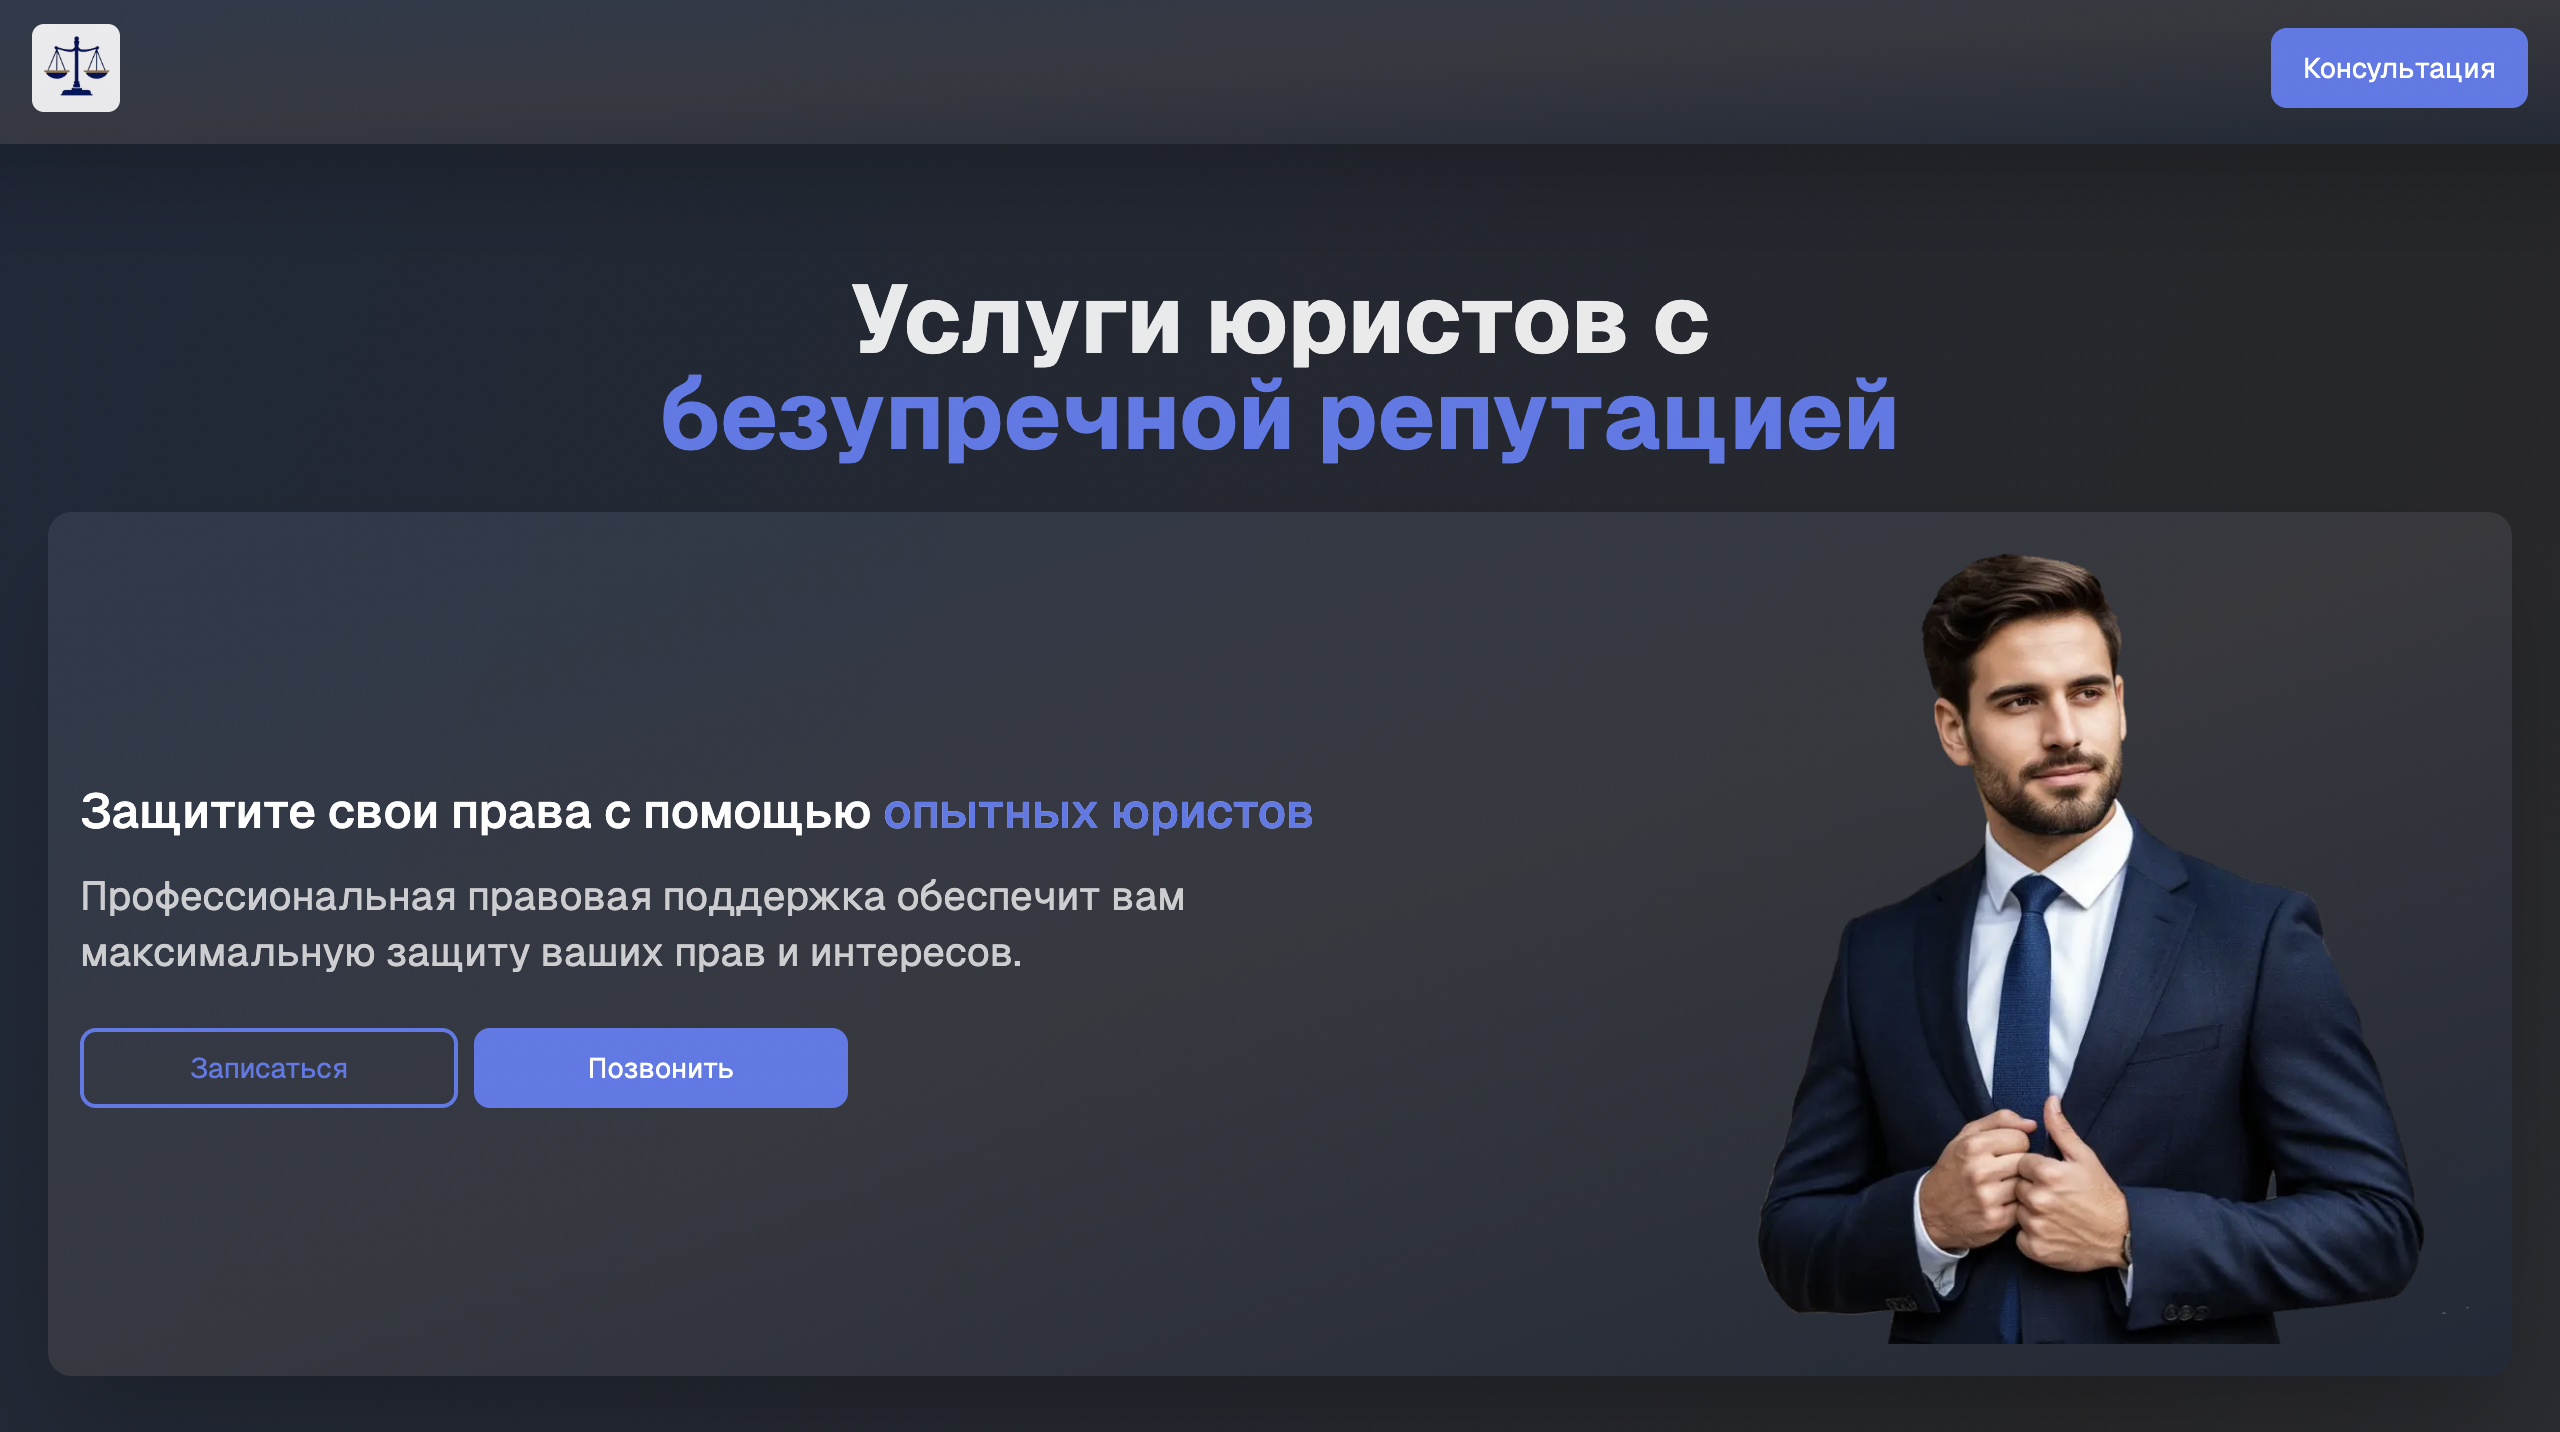 Консультация
Услуги юристов с
безупречной репутацией
Защитите свои права с помощью опытных юристов
Профессиональная правовая поддержка обеспечит вам
максимальную защиту ваших прав и интересов.
Записаться
Позвонить